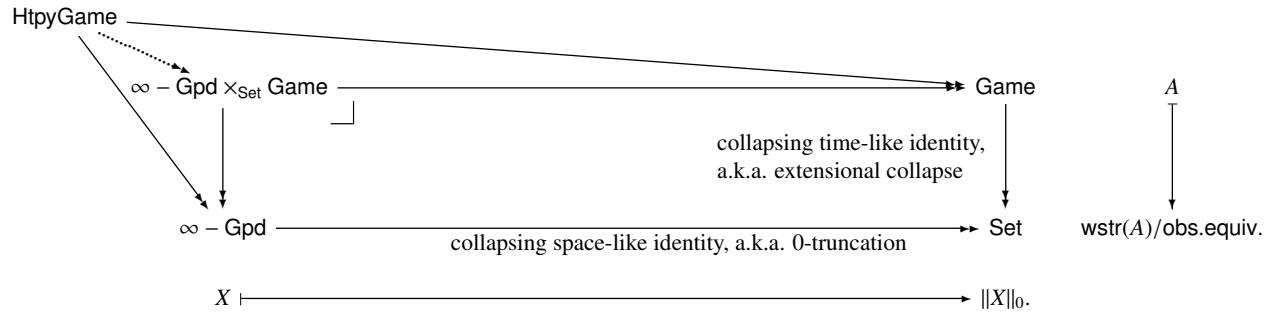 HtpyGame
∞ − Gpd ×Set Game
Game
A
collapsing time-like identity,
a.k.a. extensional collapse
∞ − Gpd
collapsing space-like identity, a.k.a. 0-truncation
Set
wstr(A)/obs.equiv.
X
||X||0.